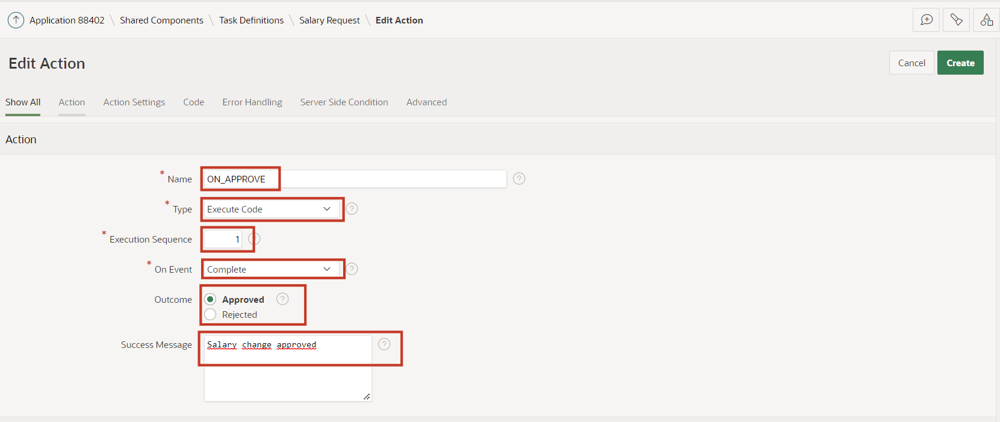 Application 88402 \ Shared Components \ Task Definitions \ Salary Request \ Edit Action
Edit Action
Cancel
Create
Show All Action Action Settings Code Error Handling Server Side Condition Advanced
Action
* Name ON_APPROVE ?
* Type Execute Code ?
* Execution Sequence 1 ?
* On Event Complete ?
Outcome Approved ?
Rejected
Success Message Salary change approved ?